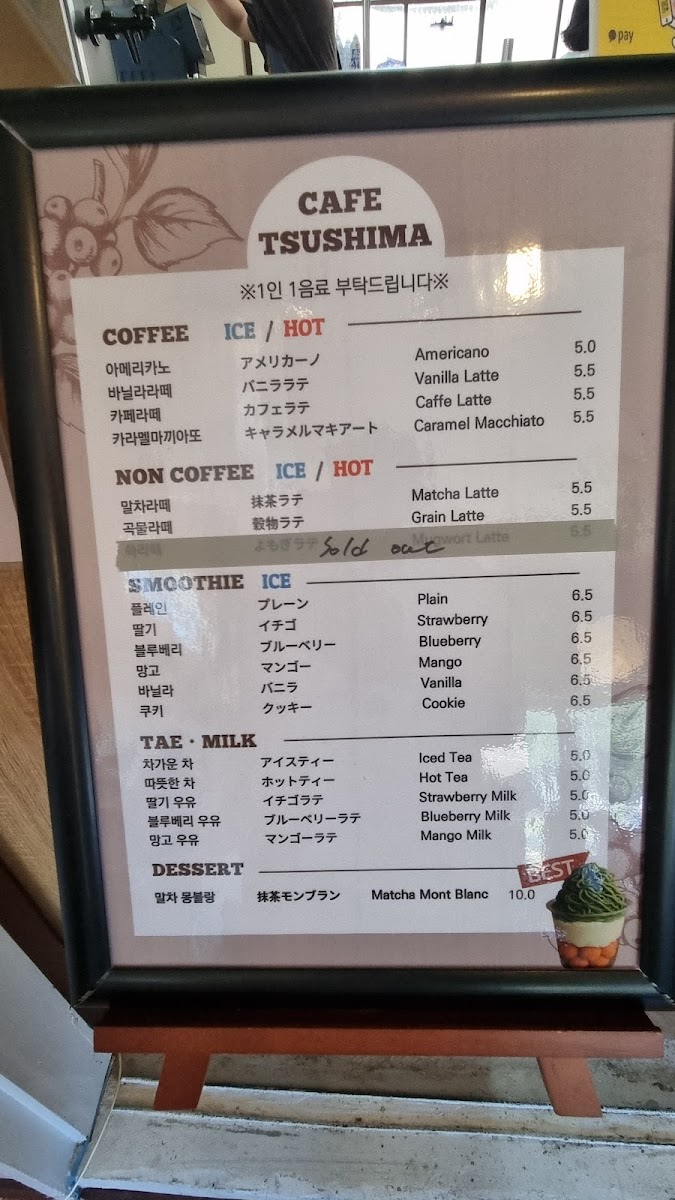 pay
CAFE
TSUSHIMA
※1인 1음료 부탁드립니다※
COFFEE ICE / HOT
아메리카노 アメリカーノ Americano 5.0
바닐라라떼 バニララテ Vanilla Latte 5.5
카페라떼 カフェラテ Caffe Latte 5.5
카라멜마끼아또 キャラメルマキアート Caramel Macchiato 5.5
NON COFFEE ICE / HOT
말차라떼 抹茶ラテ Matcha Latte 5.5
곡물라떼 穀物ラテ Grain Latte 5.5
よもぎラテ Sold out Mugwort Latte 5.5
SMOOTHIE ICE
플레인 プレーン Plain 6.5
딸기 イチゴ Strawberry 6.5
블루베리 ブルーベリー Blueberry 6.5
망고 マンゴー Mango 6.5
바닐라 バニラ Vanilla 6.5
쿠키 クッキー Cookie 6.5
TAE · MILK
차가운 차 アイスティー Iced Tea 5.0
따뜻한 차 ホットティー Hot Tea 5.0
딸기 우유 イチゴラテ Strawberry Milk 5.0
블루베리 우유 ブルーベリーラテ Blueberry Milk 5.0
망고 우유 マンゴーラテ Mango Milk 5.0
DESSERT
BEST
말차 몽블랑 抹茶モンブラン Matcha Mont Blanc 10.0